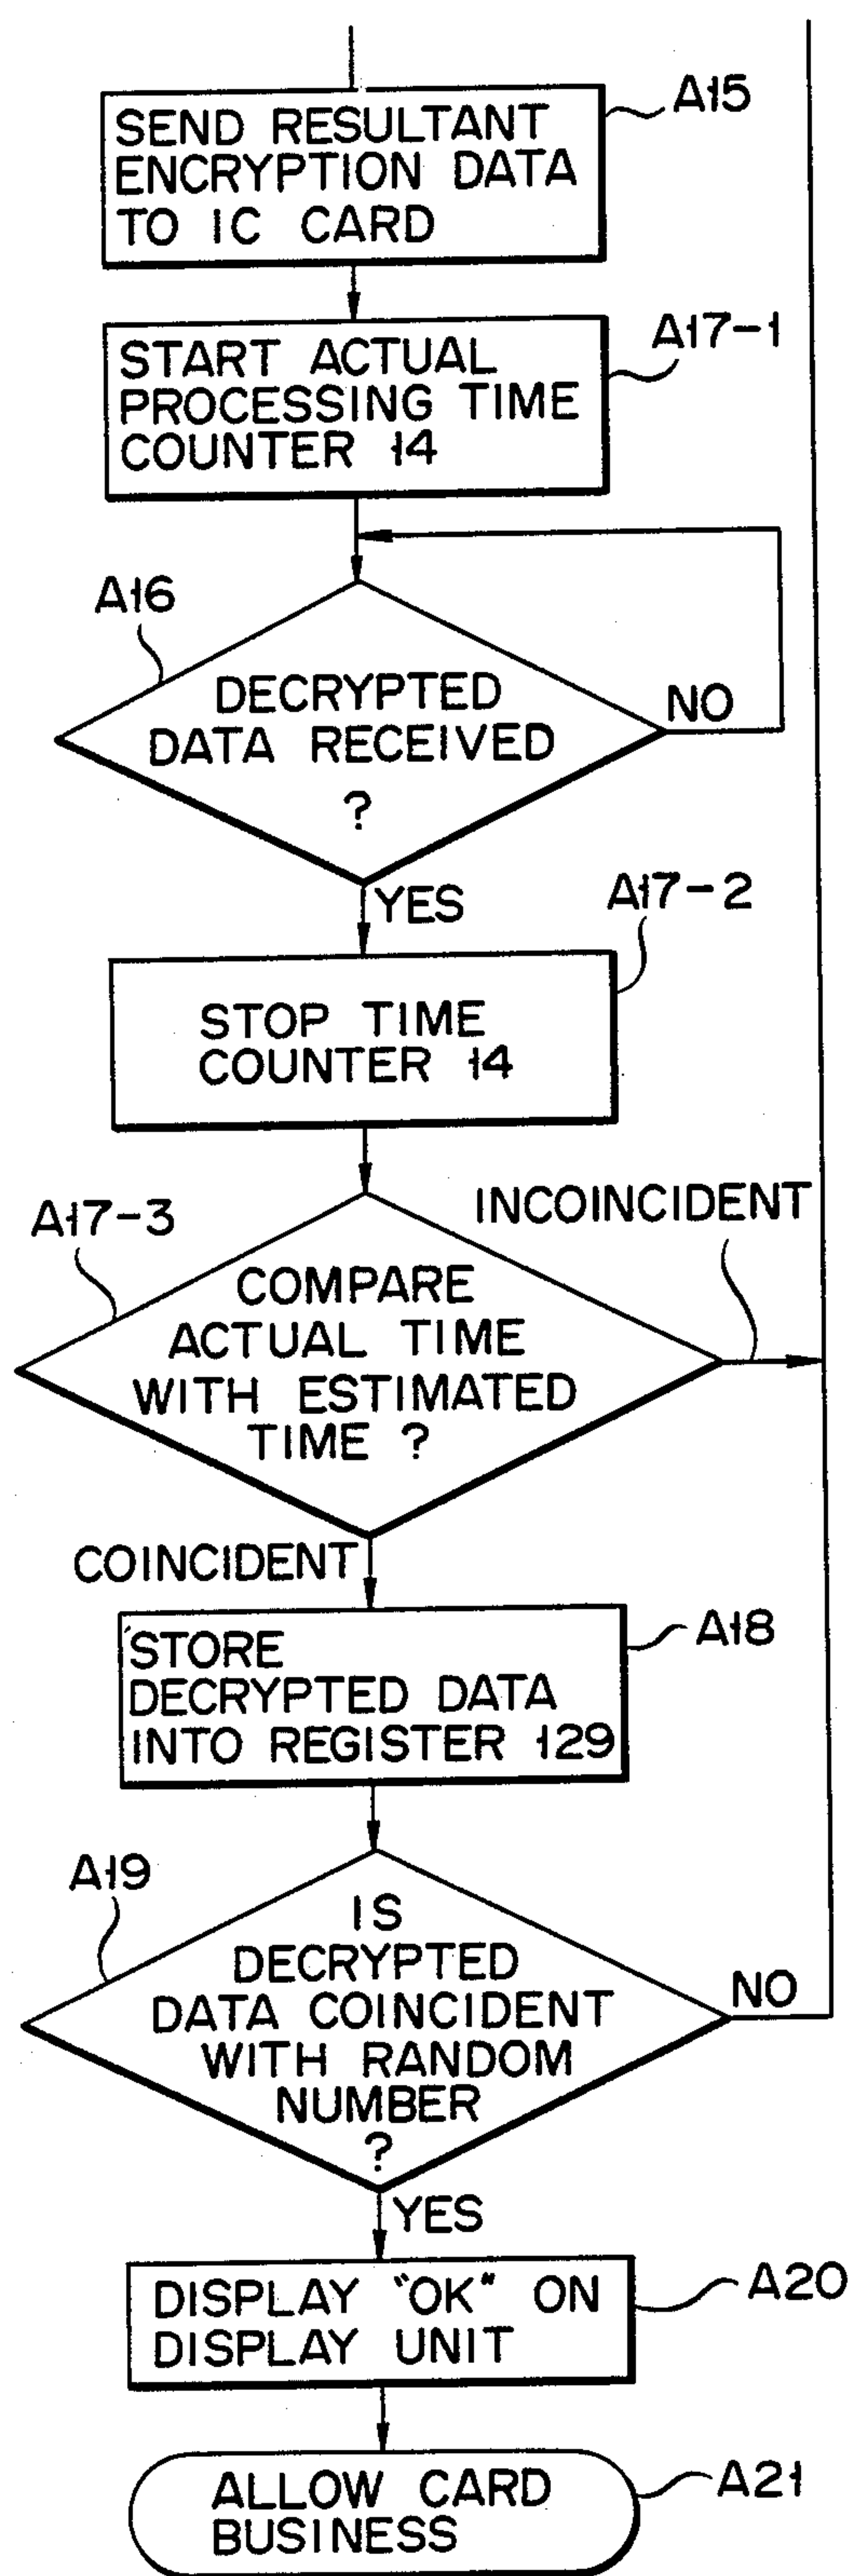 A15
SEND RESULTANT
ENCRYPTION DATA
TO IC CARD
A17-1
START ACTUAL
PROCESSING TIME
COUNTER 14
A16
DECRYPTED
DATA RECEIVED
?
NO
YES
A17-2
STOP TIME
COUNTER 14
A17-3
INCOINCIDENT
COMPARE
ACTUAL TIME
WITH ESTIMATED
TIME ?
COINCIDENT
A18
STORE
DECRYPTED DATA
INTO REGISTER 129
A19
IS
DECRYPTED
DATA COINCIDENT
WITH RANDOM
NUMBER
?
NO
YES
A20
DISPLAY "OK" ON
DISPLAY UNIT
A21
ALLOW CARD
BUSINESS